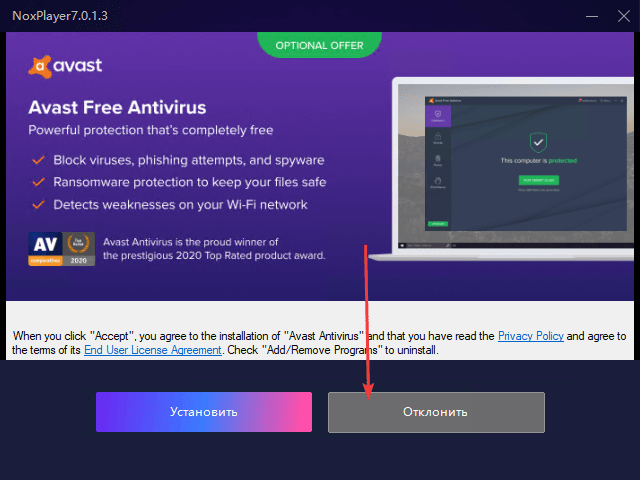 NoxPlayer7.0.1.3
OPTIONAL OFFER
avast
Avast Free Antivirus
Powerful protection that's completely free
Block viruses, phishing attempts, and spyware
Ransomware protection to keep your files safe
Detects weaknesses on your Wi-Fi network
This computer is protected
AV
comparatives
Top Rated
2020
Avast Antivirus is the proud winner of
the prestigious 2020 Top Rated product award.
When you click "Accept", you agree to the installation of "Avast Antivirus" and that you have read the Privacy Policy and agree to
the terms of its End User License Agreement. Check "Add/Remove Programs" to uninstall.
Установить
Отклонить